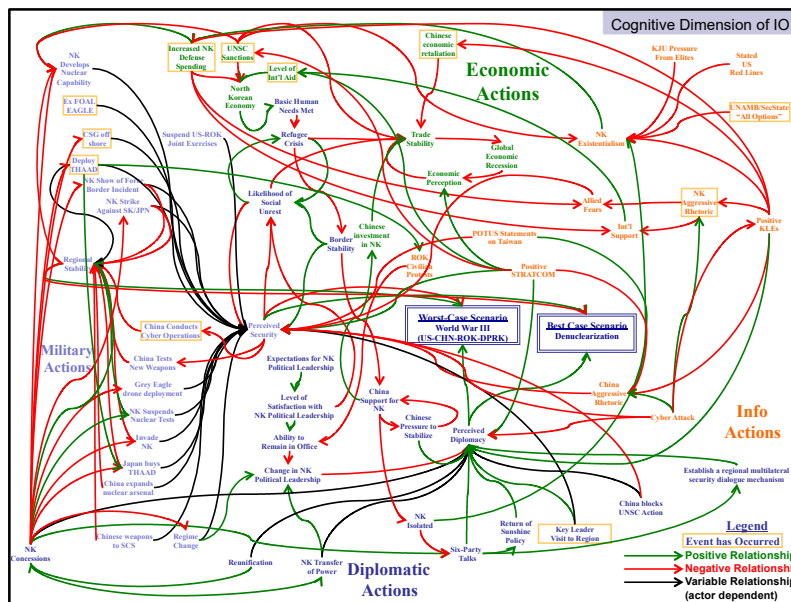 Cognitive Dimension of IO
NK
Develops
Nuclear
Capability
Increased NK
Defense
Spending
UNSC
Sanctions
Chinese
economic
retaliation
KJU Pressure
From Elites
Stated
US
Red Lines
Level of
Int'l Aid
Economic
Actions
North
Korean
Economy
Basic Human
Needs Met
Ex FOAL
EAGLE
UNAMB/SecState
"All Options"
CSG off
shore
Suspend US-ROK
Joint Exercises
Refugee
Crisis
Trade
Stability
NK
Existentialism
Global
Economic
Recession
Deploy
THAAD
Economic
Perception
NK Show of Force
Border Incident
NK Strike
Against SK/JPN
Likelihood of
Social
Unrest
Allied
Fears
NK
Aggressive
Rhetoric
Positive
KLEs
Chinese
investment
in NK
Int'l
Support
Border
Stability
POTUS Statements
on Taiwan
ROK
Civilian
Protests
Positive
STRATCOM
Regional
Stability
Worst-Case Scenario
World War III
(US-CHN-ROK-DPRK)
Best Case Scenario
Denuclearization
China Conducts
Cyber Operations
Perceived
Security
Military
Actions
China Tests
New Weapons
Expectations for NK
Political Leadership
Grey Eagle
drone deployment
Level of
Satisfaction with
NK Political Leadership
China
Support for
NK
China
Aggressive
Rhetoric
NK Suspends
Nuclear Tests
Chinese
Pressure to
Stabilize
Cyber Attack
Info
Actions
Invade
NK
Ability to
Remain in Office
Perceived
Diplomacy
Japan buys
THAAD
Change in NK
Political Leadership
Establish a regional multilateral
security dialogue mechanism
China expands
nuclear arsenal
China blocks
UNSC Action
NK
Isolated
Return of
Sunshine
Policy
Key Leader
Visit to Region
Legend
Event has Occurred
Chinese weapons
to SCS
Regime
Change
NK
Concessions
Reunification
NK Transfer
of Power
Diplomatic
Actions
Six-Party
Talks
Positive Relationship
Negative Relationship
Variable Relationship
(actor dependent)